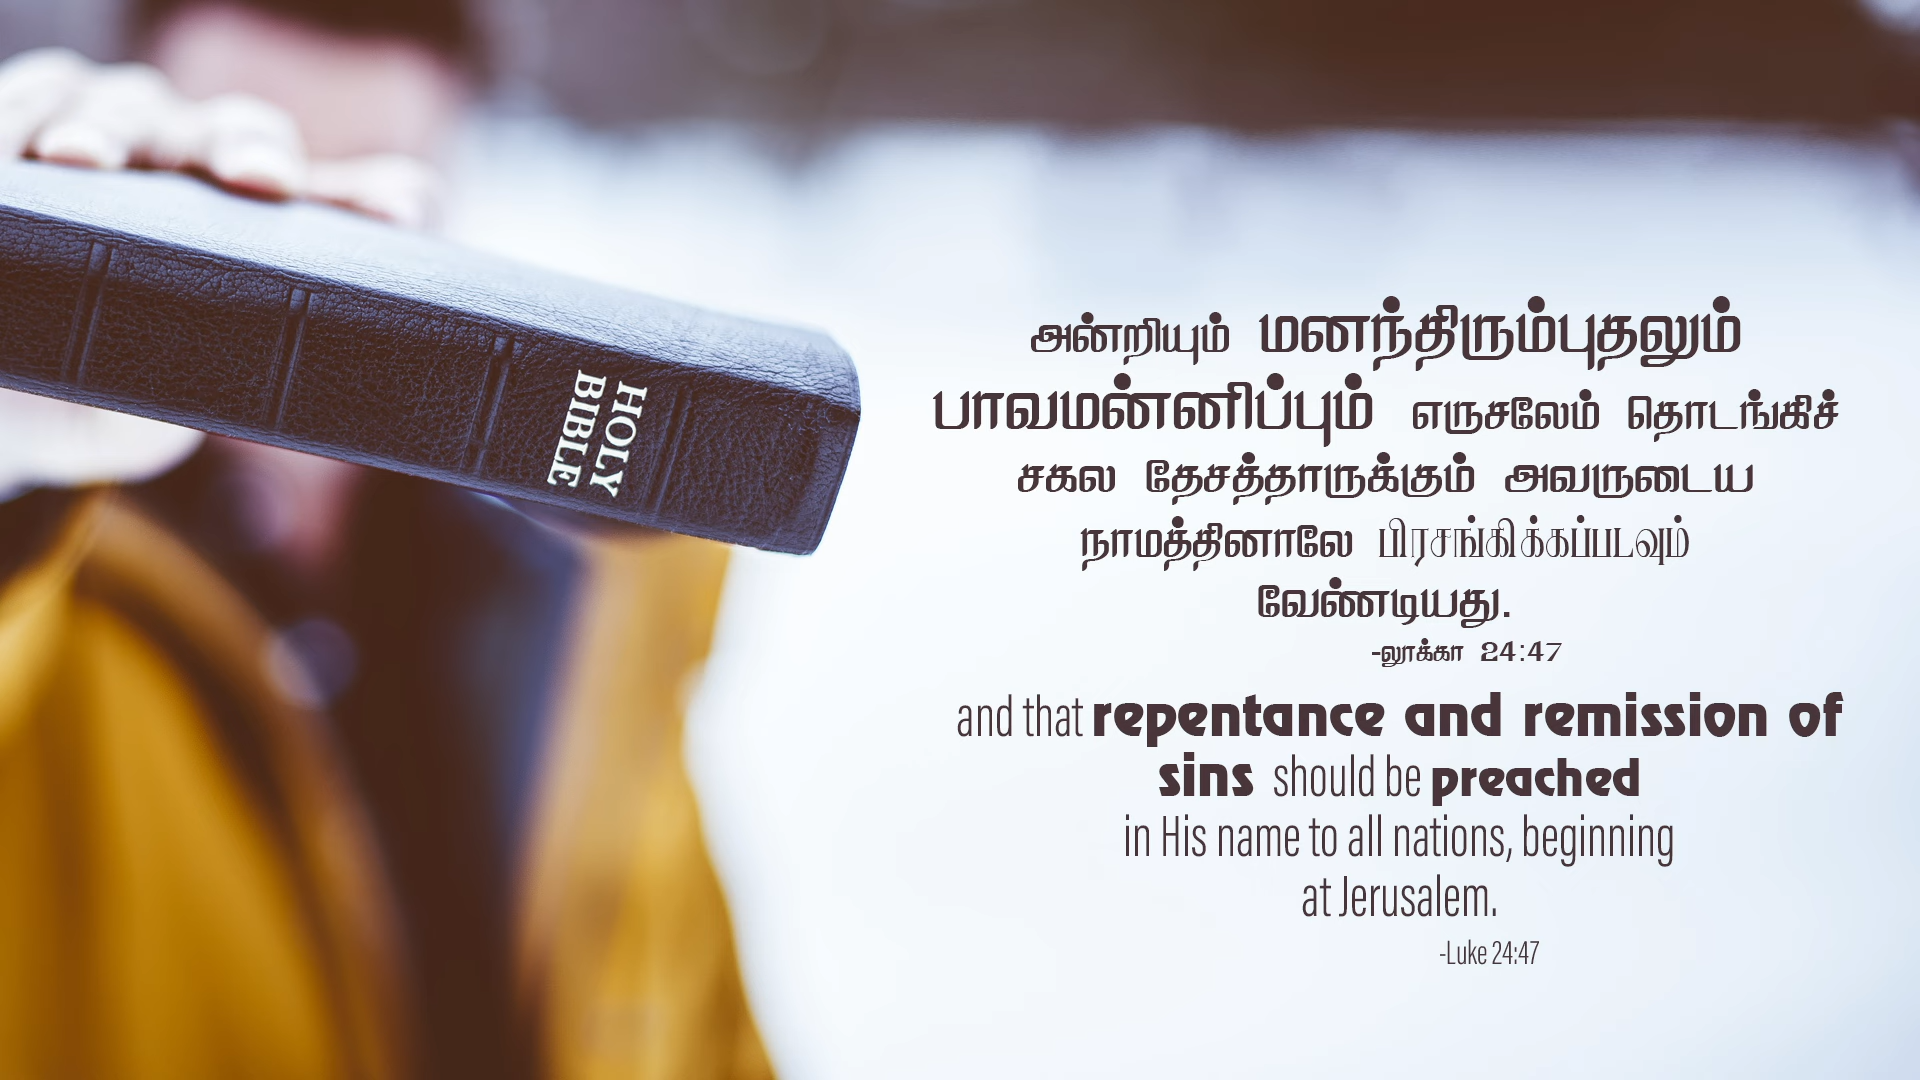 HOLY
BIBLE
அன்றியும் மனந்திரும்புதலும்
பாவமன்னிப்பும் எருசலேம் தொடங்கிச்
சகல தேசத்தாருக்கும் அவருடைய
நாமத்தினாலே பிரசங்கிக்கப்படவும்
வேண்டியது.
-லூக்கா 24:47
and that repentance and remission of
sins should be preached
in His name to all nations, beginning
at Jerusalem.
-Luke 24:47